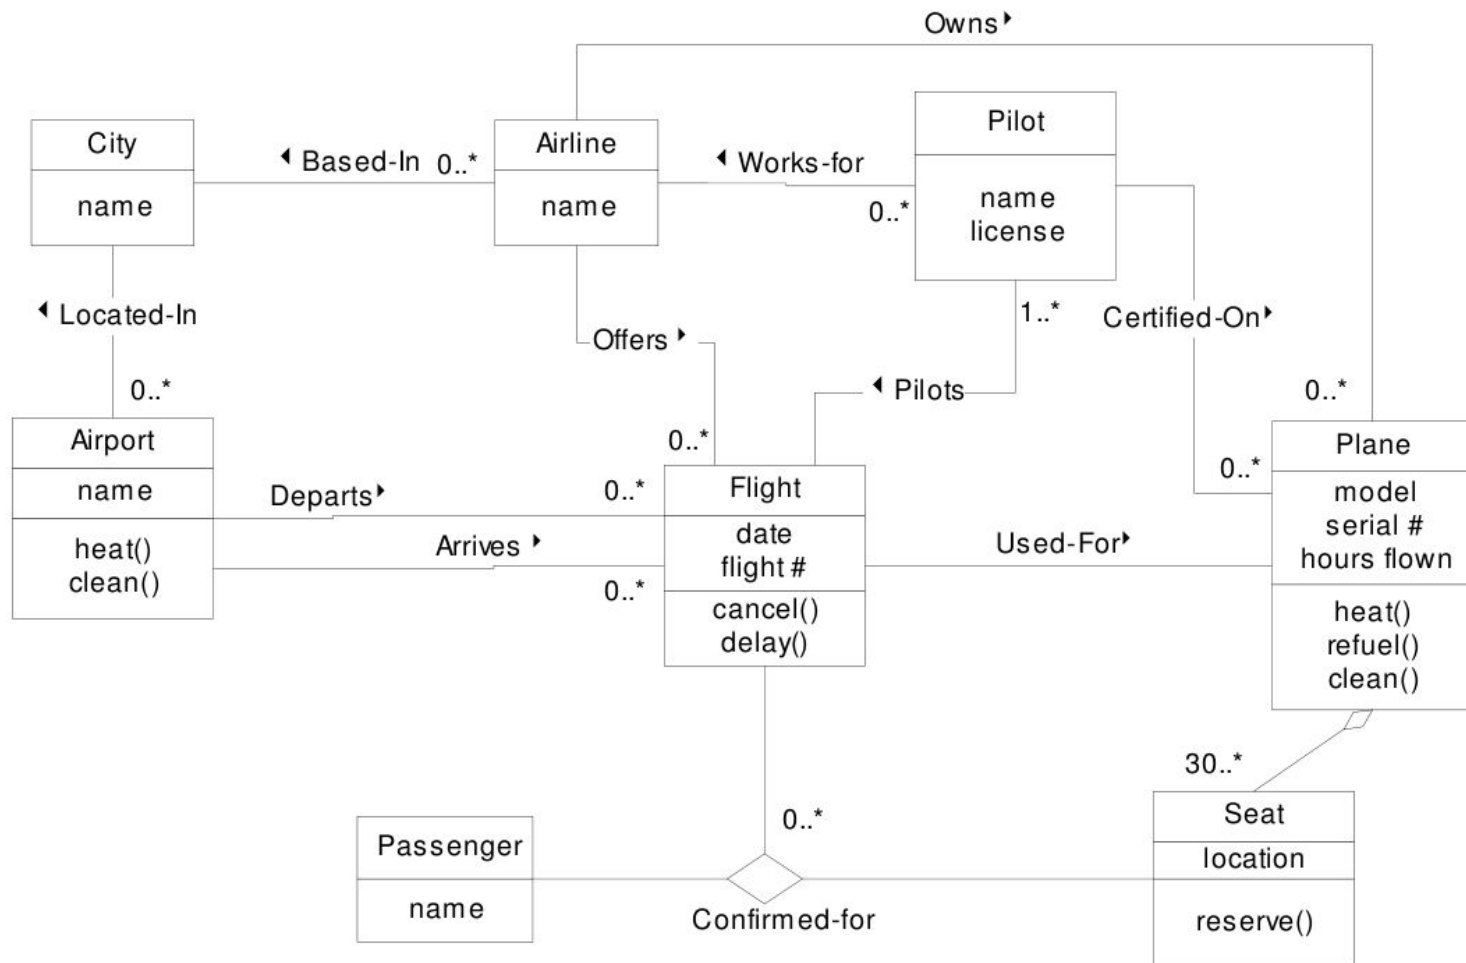 Owns
City
name
Based-In
0..*
Airline
name
Works-for
0..*
Pilot
name
license
Located-In
0..*
Offers
0..*
1..*
Pilots
Certified-On
0..*
0..*
Airport
name
heat()
clean()
Departs
0..*
Arrives
0..*
Flight
date
flight #
cancel()
delay()
Used-For
Plane
model
serial #
hours flown
heat()
refuel()
clean()
30..*
0..*
Passenger
name
Confirmed-for
Seat
location
reserve()